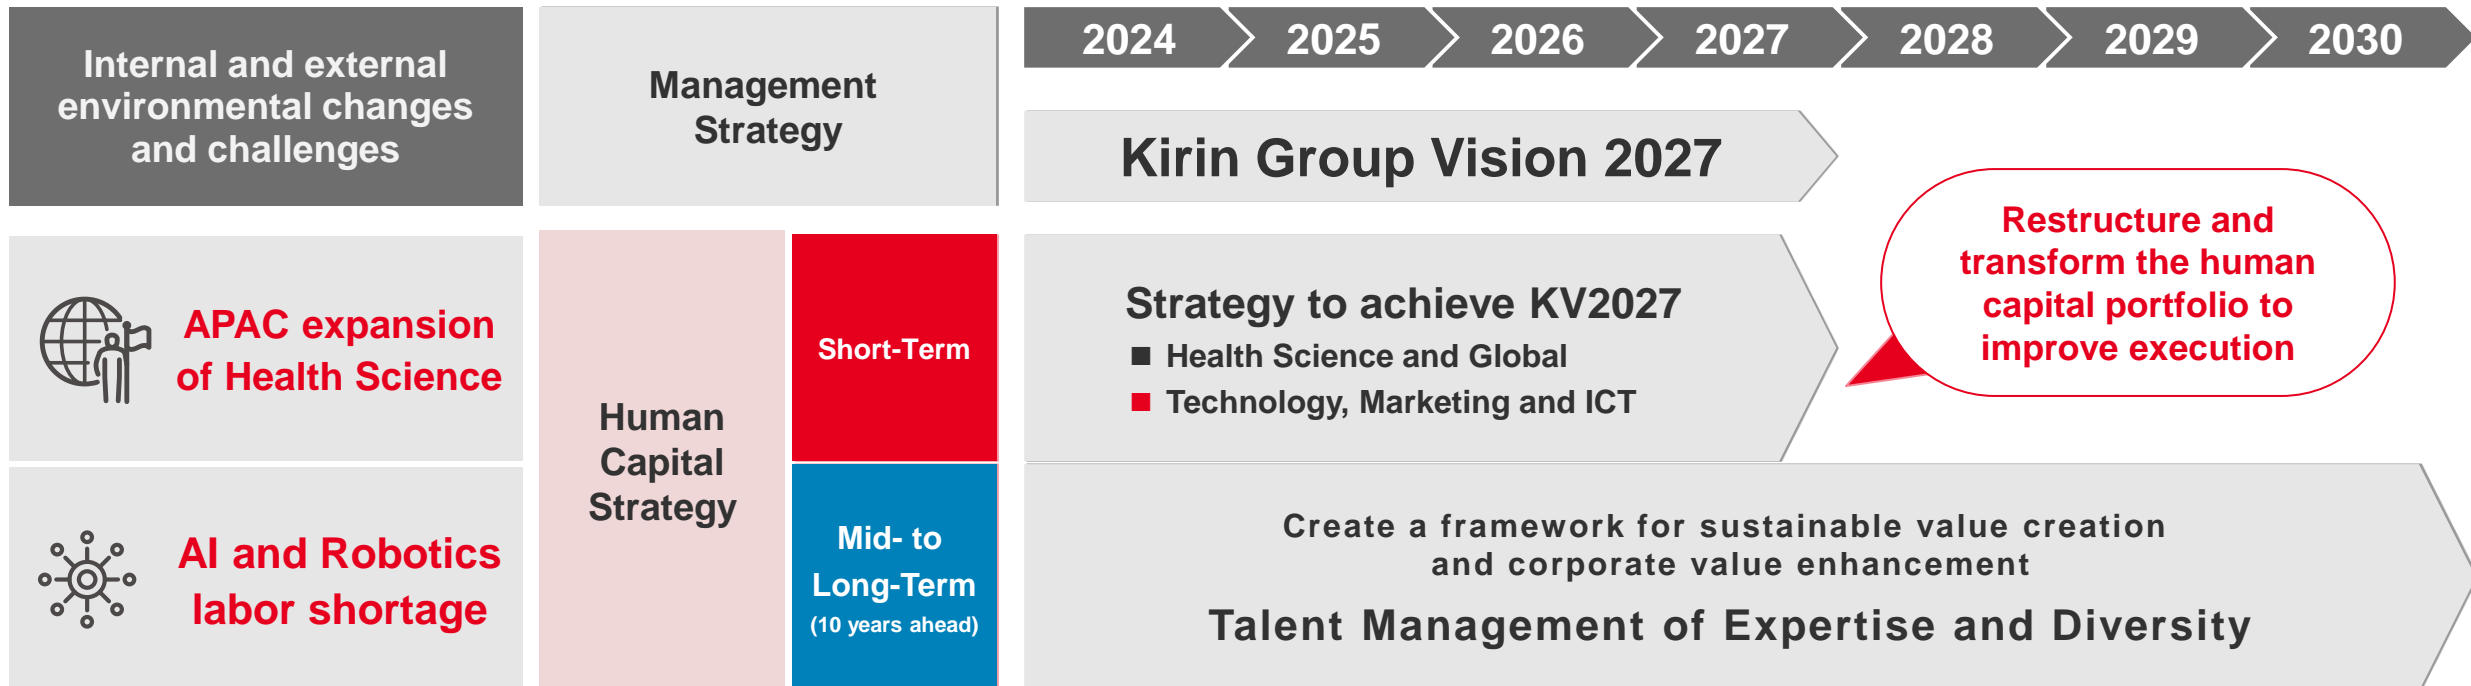 Internal and external
environmental changes
and challenges
Management
Strategy
2024
2025
2026
2027
2028
2029
2030
Kirin Group Vision 2027
APAC expansion
of Health Science
Human
Capital
Strategy
Short-Term
Strategy to achieve KV2027
■ Health Science and Global
■ Technology, Marketing and ICT
Restructure and
transform the human
capital portfolio to
improve execution
AI and Robotics
labor shortage
Mid- to
Long-Term
(10 years ahead)
Create a framework for sustainable value creation
and corporate value enhancement
Talent Management of Expertise and Diversity